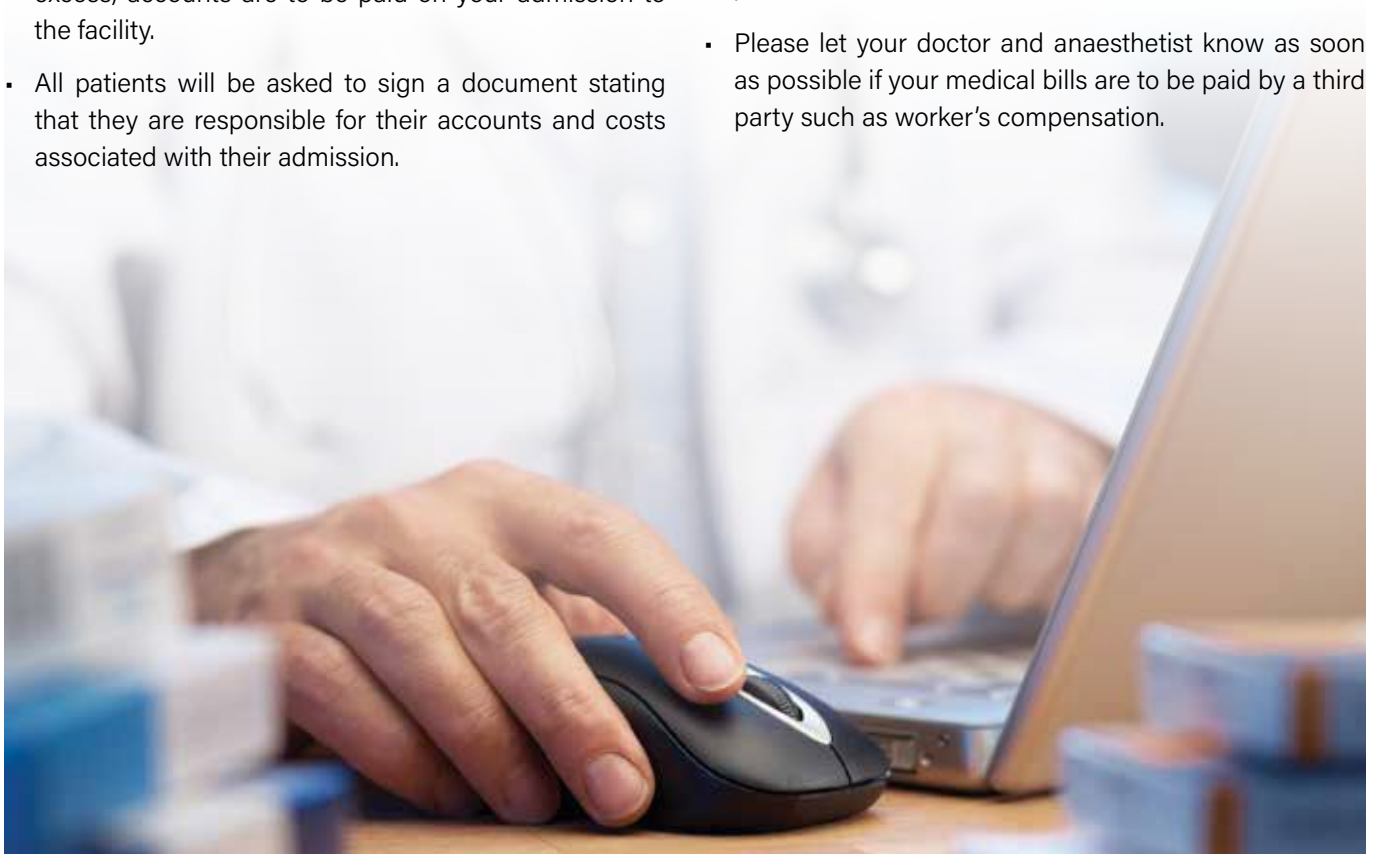 excess, accounts are to be paid on your admission to
the facility.
▪ All patients will be asked to sign a document stating
that they are responsible for their accounts and costs
associated with their admission.
▪ Please let your doctor and anaesthetist know as soon
as possible if your medical bills are to be paid by a third
party such as worker's compensation.